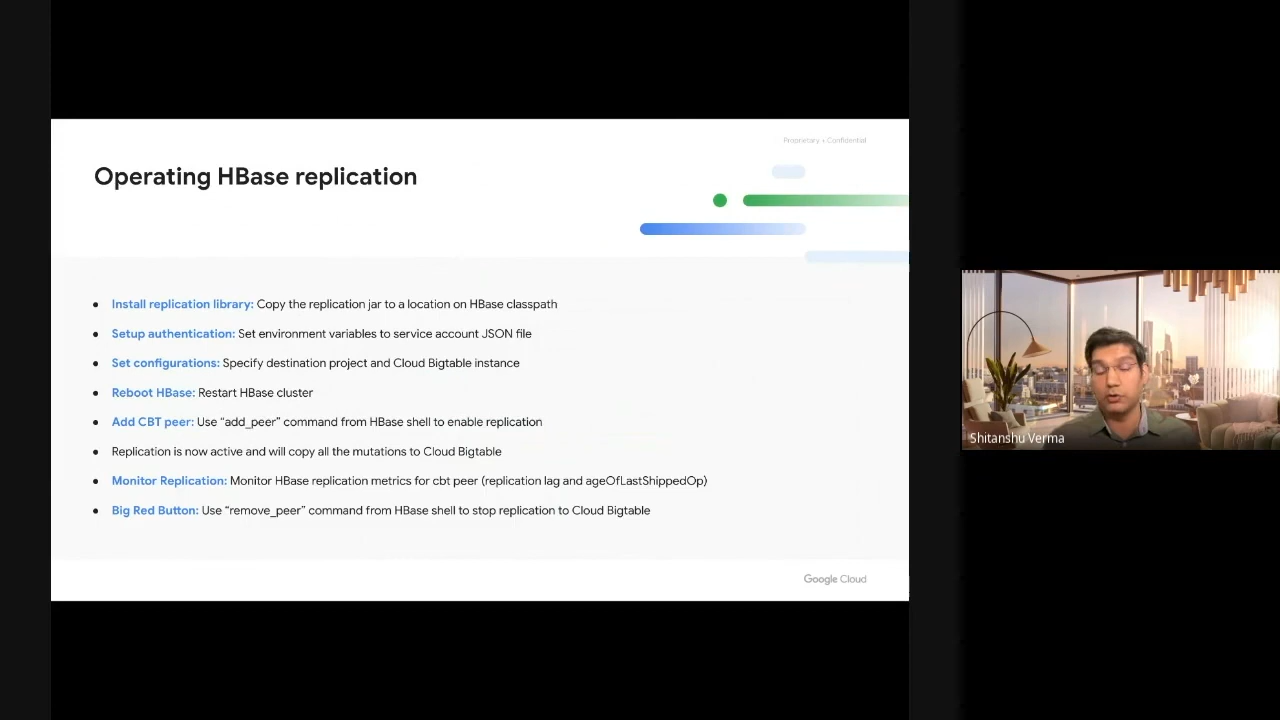 Proprietary + Confidential
Operating HBase replication
● Install replication library: Copy the replication jar to a location on HBase classpath
● Setup authentication: Set environment variables to service account JSON file
● Set configurations: Specify destination project and Cloud Bigtable instance
● Reboot HBase: Restart HBase cluster
● Add CBT peer: Use “add_peer” command from HBase shell to enable replication
● Replication is now active and will copy all the mutations to Cloud Bigtable
● Monitor Replication: Monitor HBase replication metrics for cbt peer (replication lag and ageOfLastShippedOp)
● Big Red Button: Use “remove_peer” command from HBase shell to stop replication to Cloud Bigtable
Google Cloud
Shitanshu Verma